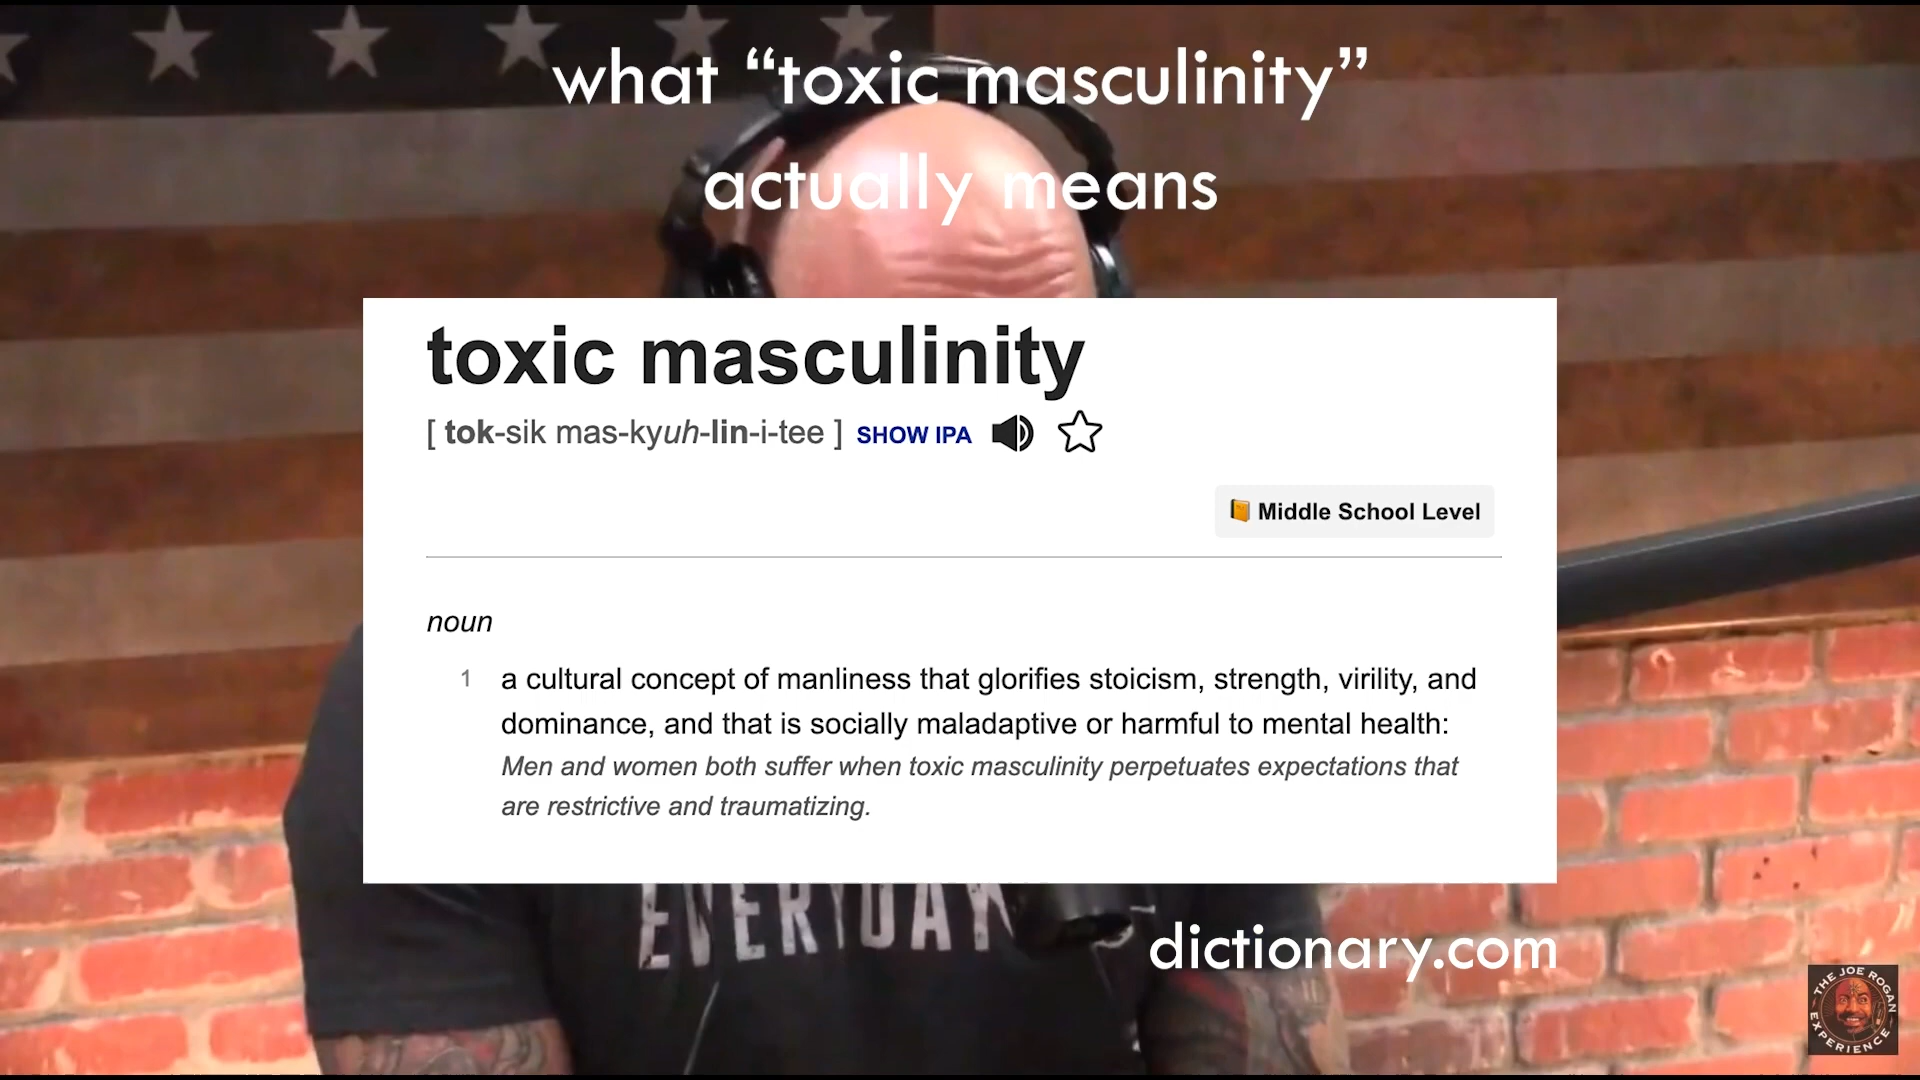 what “toxic masculinity”
actually means
toxic masculinity
[ tok-sik mas-kyuh-lin-i-tee ] SHOW IPA
Middle School Level
noun
1 a cultural concept of manliness that glorifies stoicism, strength, virility, and
dominance, and that is socially maladaptive or harmful to mental health:
Men and women both suffer when toxic masculinity perpetuates expectations that
are restrictive and traumatizing.
EVERYDAY
dictionary.com
THE JOE ROGAN
EXPERIENCE